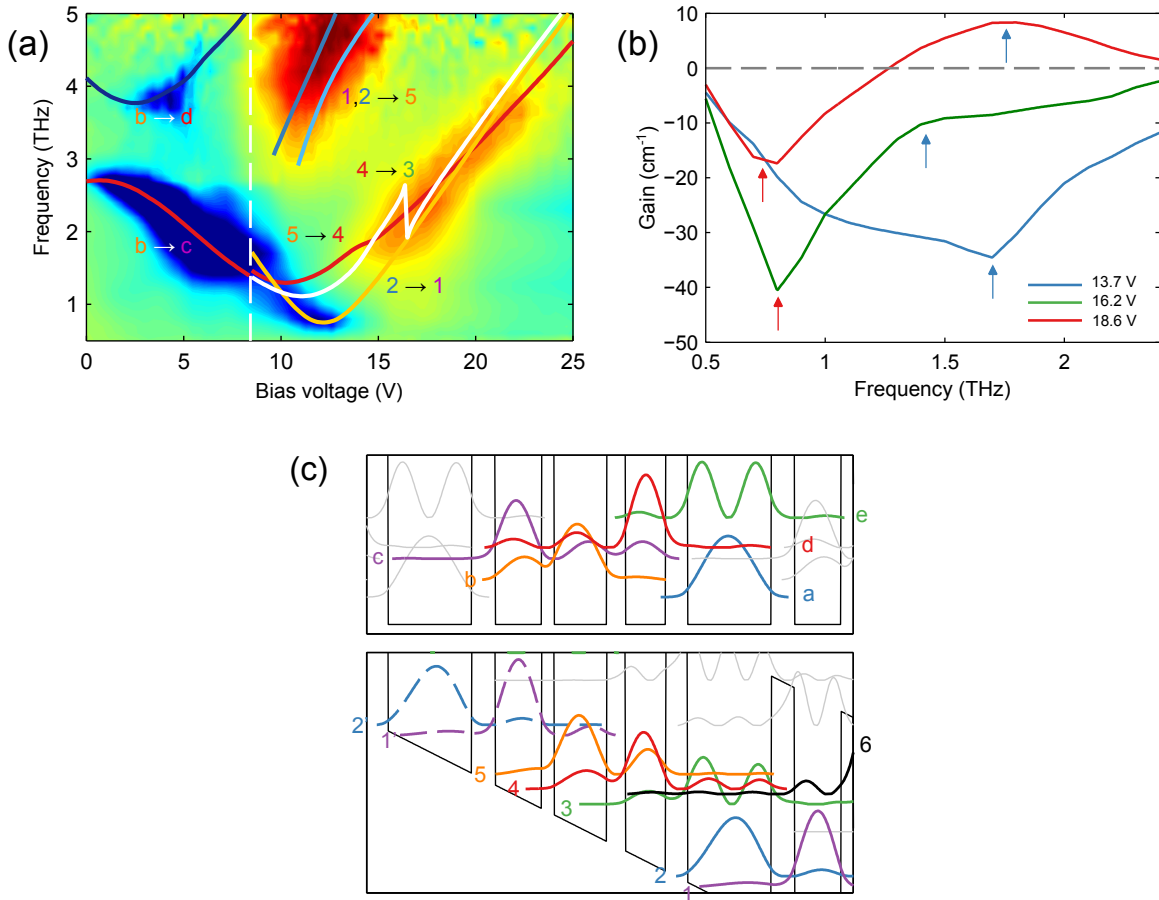 (a)
5
4
3
2
1
Frequency (THz)
0
5
10
15
20
25
Bias voltage (V)
b → d
b → c
1,2 → 5
4 → 3
5 → 4
2 → 1
(b)
10
0
−10
−20
−30
−40
−50
Gain (cm-1)
0.5
1
1.5
2
Frequency (THz)
13.7 V
16.2 V
18.6 V
(c)
e
d
c
b
a
2'
1'
6
5
4
3
2
1